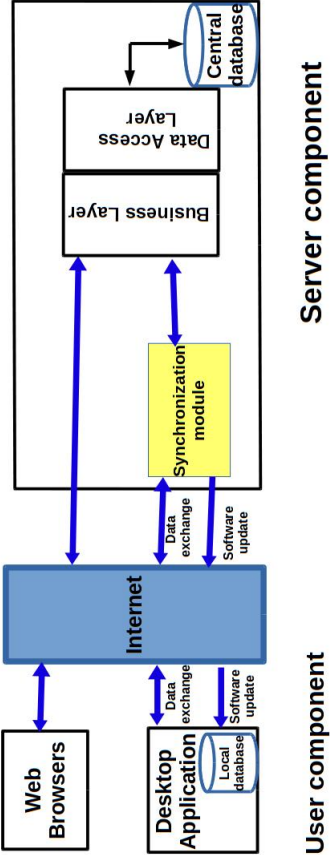 Central
database
Data Access
Layer
Business Layer
Server component
Synchronization
module
Data
exchange
Software
update
Internet
Data
exchange
Software
update
Web
Browsers
Desktop
Application
Local
database
User component